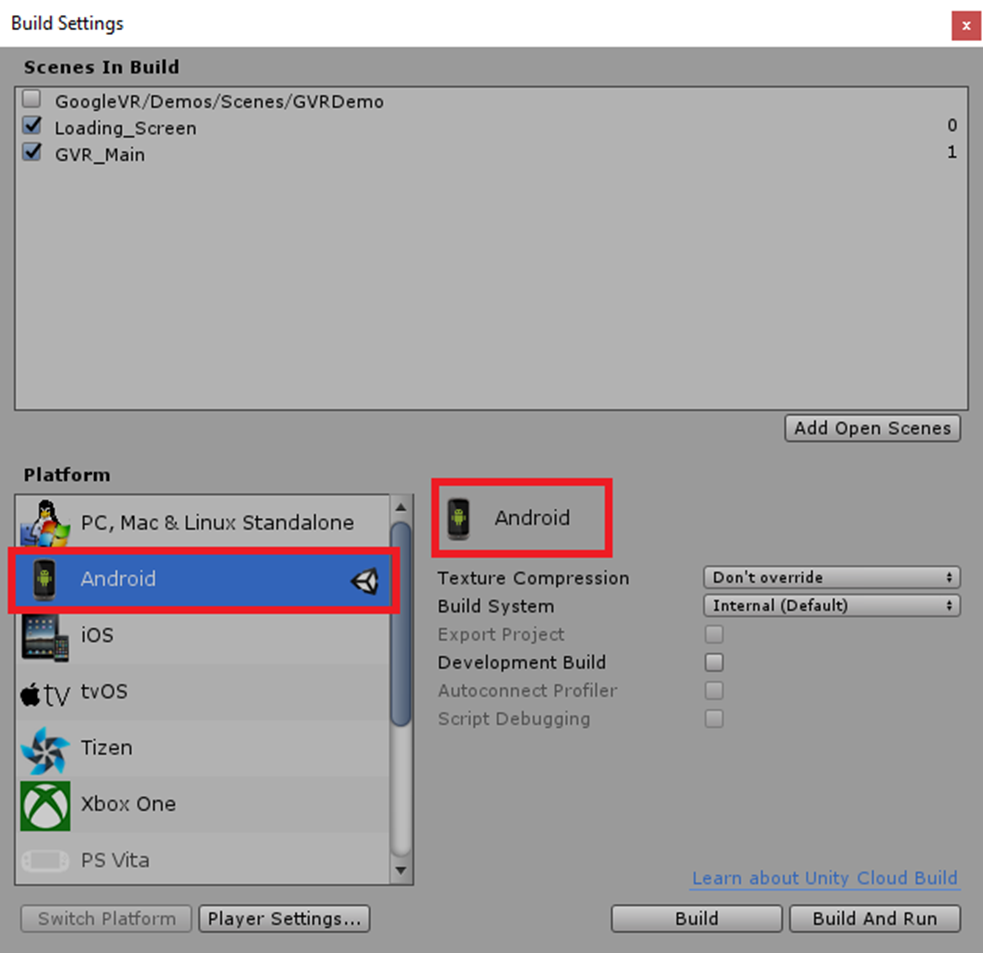 Build Settings
x
Scenes In Build
GoogleVR/Demos/Scenes/GVRDemo
Loading_Screen 0
GVR_Main 1
Add Open Scenes
Platform
PC, Mac & Linux Standalone
Android
iOS
tv tvOS
Tizen
Xbox One
PS Vita
Android
Texture Compression Don't override
Build System Internal (Default)
Export Project
Development Build
Autoconnect Profiler
Script Debugging
Learn about Unity Cloud Build
Switch Platform Player Settings... Build Build And Run